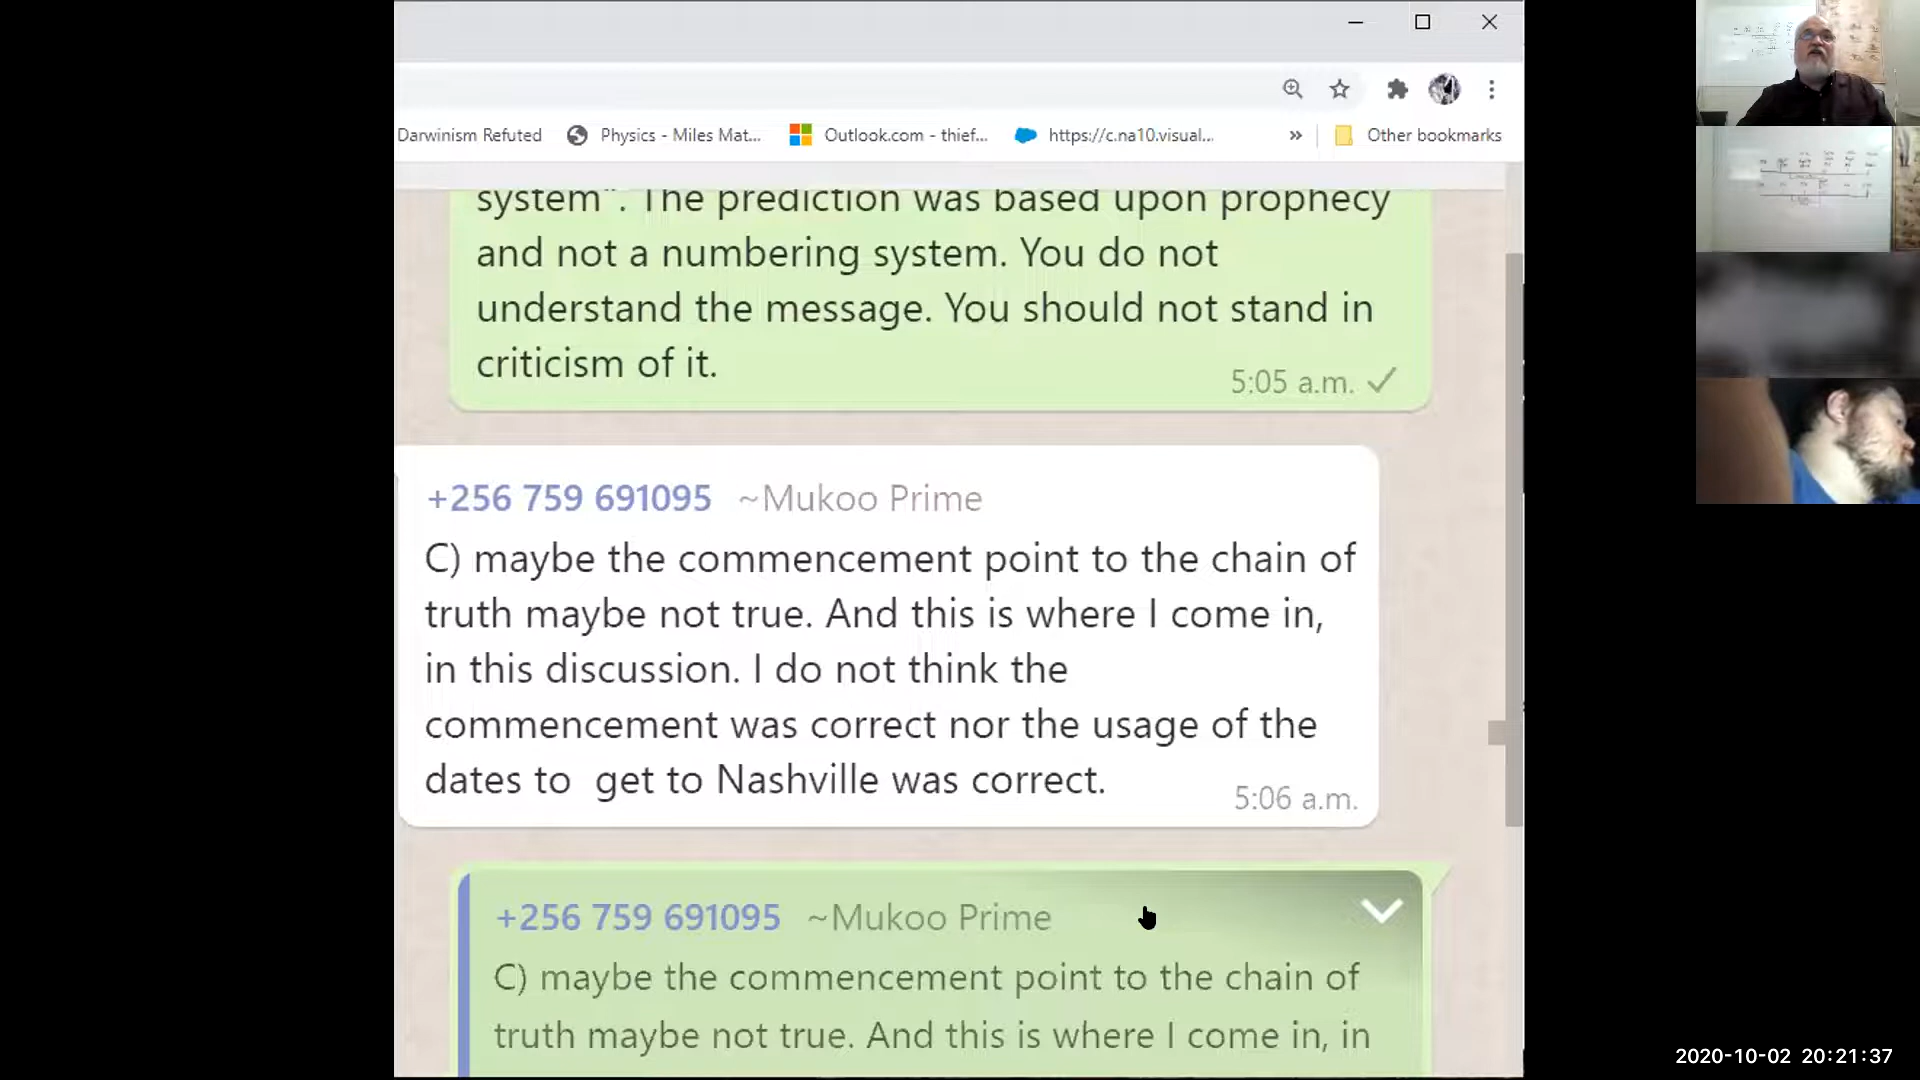 Darwinism Refuted Physics - Miles Mat... Outlook.com - thief... https://c.na10.visual... » Other bookmarks
system". The prediction was based upon prophecy
and not a numbering system. You do not
understand the message. You should not stand in
criticism of it.
5:05 a.m.
+256 759 691095 ~Mukoo Prime
C) maybe the commencement point to the chain of
truth maybe not true. And this is where I come in,
in this discussion. I do not think the
commencement was correct nor the usage of the
dates to  get to Nashville was correct.
5:06 a.m.
+256 759 691095 ~Mukoo Prime
C) maybe the commencement point to the chain of
truth maybe not true. And this is where I come in, in
2020-10-02 20:21:37